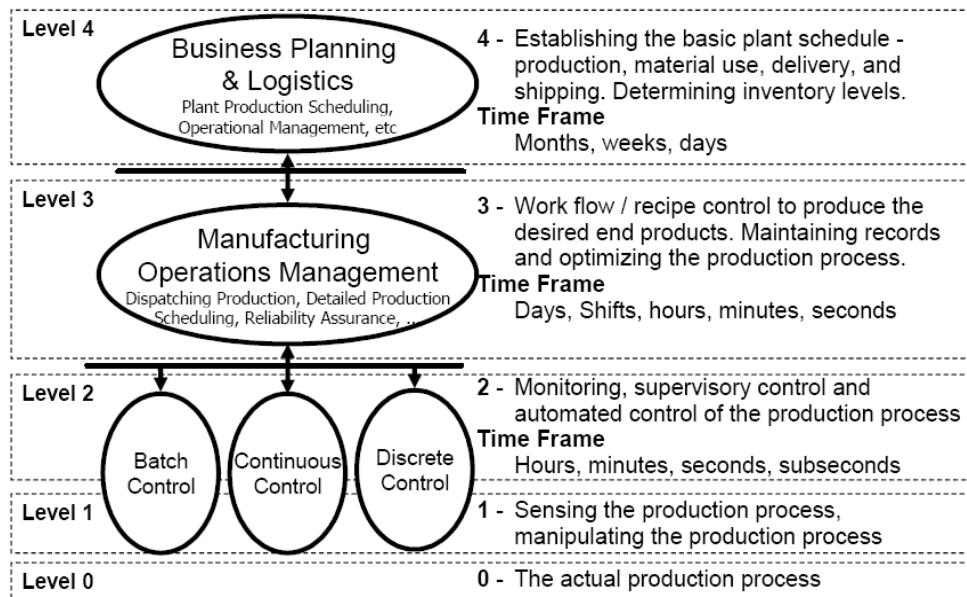 Level 4
Business Planning
& Logistics
Plant Production Scheduling,
Operational Management, etc
4 - Establishing the basic plant schedule -
production, material use, delivery, and
shipping. Determining inventory levels.
Time Frame
Months, weeks, days
Level 3
Manufacturing
Operations Management
Dispatching Production, Detailed Production
Scheduling, Reliability Assurance, ...
3 - Work flow / recipe control to produce the
desired end products. Maintaining records
and optimizing the production process.
Time Frame
Days, Shifts, hours, minutes, seconds
Level 2
Batch
Control
Continuous
Control
Discrete
Control
2 - Monitoring, supervisory control and
automated control of the production process
Time Frame
Hours, minutes, seconds, subseconds
Level 1
1 - Sensing the production process,
manipulating the production process
Level 0
0 - The actual production process